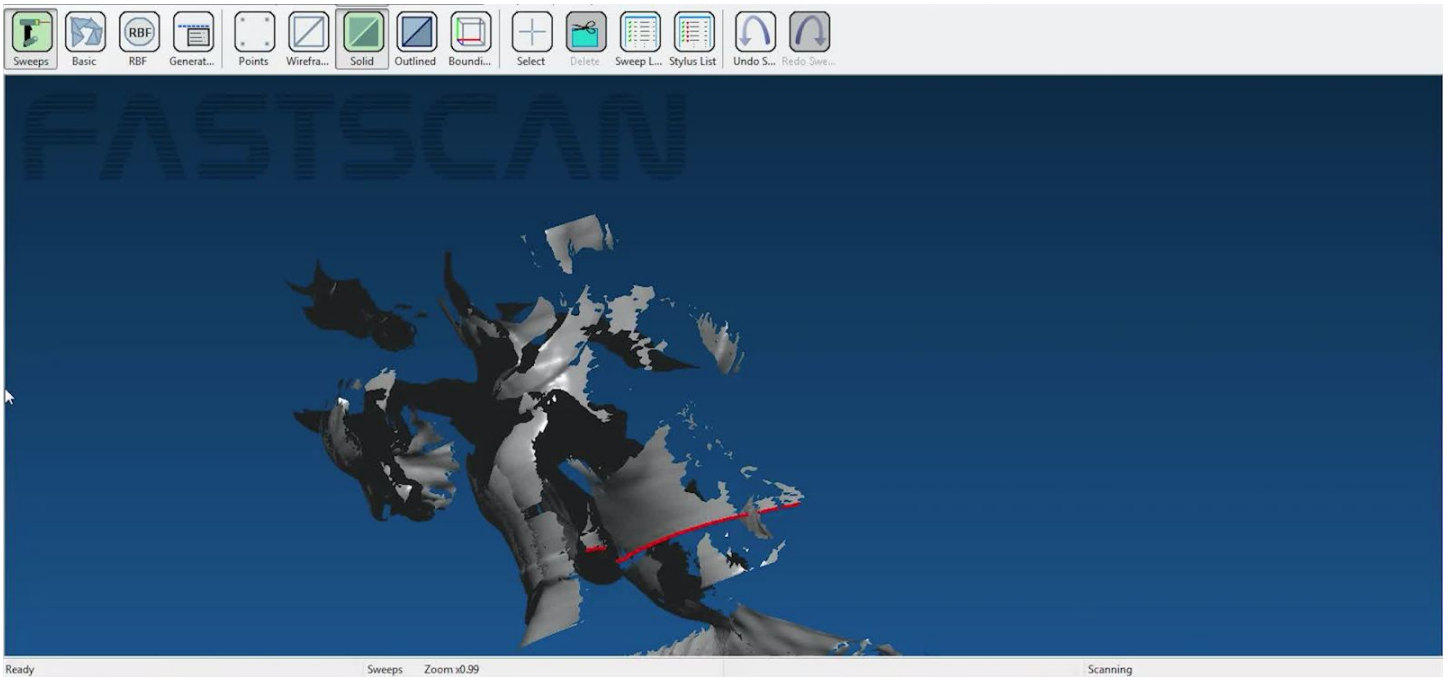 Sweeps Basic RBF Generat... Points Wirefra... Solid Outlined Boundi... Select Delete Sweep L... Stylus List Undo S... Redo Swe...
RBF
FASTSCAN
Ready Sweeps Zoom x0.99 Scanning